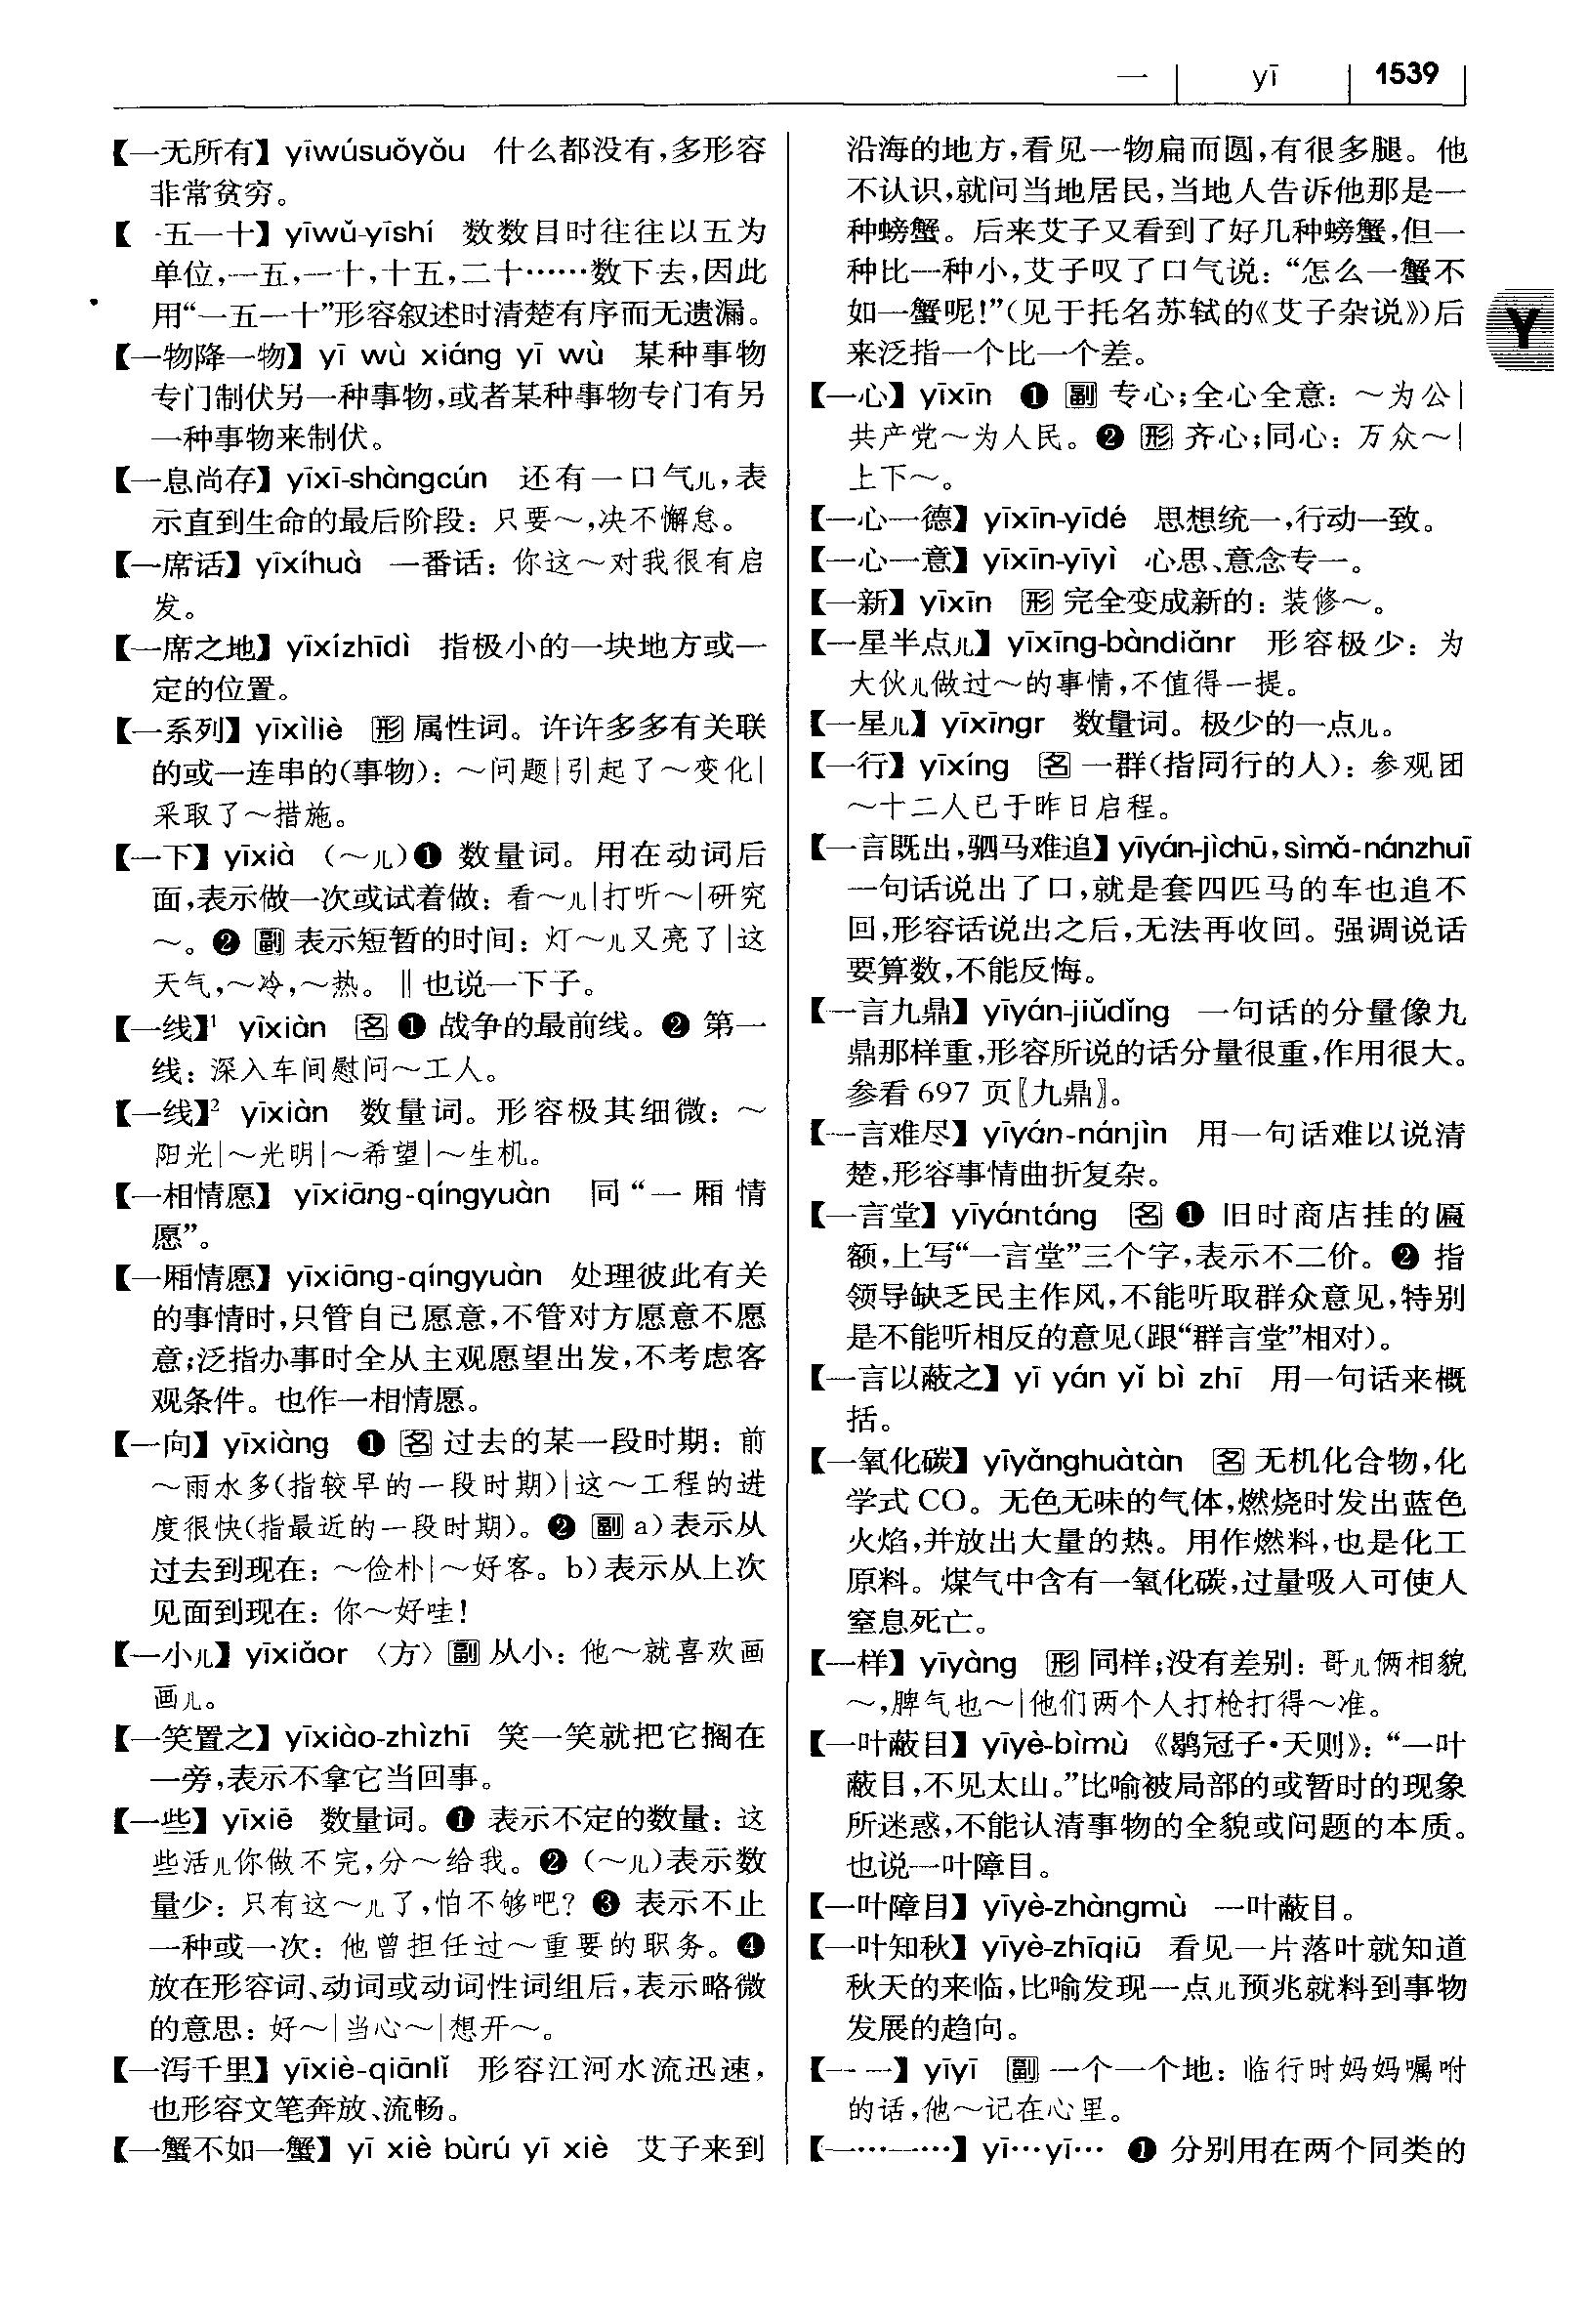 一 yī 1539
【一无所有】yīwúsuǒyǒu 什么都没有,多形容
非常贫穷。
【一五一十】yīwǔ-yīshí 数数目时往往以五为
单位,一五,一十,十五,二十……数下去,因此
用“一五一十”形容叙述时清楚有序而无遗漏。
【一物降一物】yī wù xiáng yī wù 某种事物
专门制伏另一种事物,或者某种事物专门有另
一种事物来制伏。
【一息尚存】yīxī-shàngcún 还有一口气儿,表
示直到生命的最后阶段：只要～,决不懈怠。
【一席话】yīxíhuà 一番话：你这～对我很有启
发。
【一席之地】yīxízhīdì 指极小的一块地方或一
定的位置。
【一系列】yīxìliè 形 属性词。许许多多有关联
的或一连串的(事物)：～问题|引起了～变化|
采取了～措施。
【一下】yīxià (～儿)❶ 数量词。用在动词后
面,表示做一次或试着做：看～儿|打听～|研究
～。❷ 副 表示短暂的时间：灯～儿又亮了|这
天气,～冷,～热。‖也说一下子。
【一线】¹ yīxiàn 名 ❶ 战争的最前线。❷ 第一
线：深入车间慰问～工人。
【一线】² yīxiàn 数量词。形容极其细微：～
阳光|～光明|～希望|～生机。
【一相情愿】 yīxiāng-qíngyuàn 同“一厢情
愿”。
【一厢情愿】yīxiāng-qíngyuàn 处理彼此有关
的事情时,只管自己愿意,不管对方愿意不愿
意;泛指办事时全从主观愿望出发,不考虑客
观条件。也作一相情愿。
【一向】yīxiàng ❶ 名 过去的某一段时期：前
～雨水多(指较早的一段时期)|这～工程的进
度很快(指最近的一段时期)。❷ 副 a)表示从
过去到现在：～俭朴|～好客。b)表示从上次
见面到现在：你～好哇!
【一小儿】yīxiǎor 〈方〉副 从小：他～就喜欢画
画儿。
【一笑置之】yīxiào-zhìzhī 笑一笑就把它搁在
一旁,表示不拿它当回事。
【一些】yīxiē 数量词。❶ 表示不定的数量：这
些活儿你做不完,分～给我。❷ (～儿)表示数
量少：只有这～儿了,怕不够吧? ❸ 表示不止
一种或一次：他曾担任过～重要的职务。❹
放在形容词、动词或动词性词组后,表示略微
的意思：好～|当心～|想开～。
【一泻千里】yīxiè-qiānlǐ 形容江河水流迅速,
也形容文笔奔放、流畅。
【一蟹不如一蟹】yī xiè bùrú yī xiè 艾子来到
沿海的地方,看见一物扁而圆,有很多腿。他
不认识,就问当地居民,当地人告诉他那是一
种螃蟹。后来艾子又看到了好几种螃蟹,但一
种比一种小,艾子叹了口气说：“怎么一蟹不
如一蟹呢!”(见于托名苏轼的《艾子杂说》)后
来泛指一个比一个差。
【一心】yīxīn ❶ 副 专心;全心全意：～为公|
共产党～为人民。❷ 形 齐心;同心：万众～|
上下～。
【一心一德】yīxīn-yīdé 思想统一,行动一致。
【一心一意】yīxīn-yīyì 心思、意念专一。
【一新】yīxīn 形 完全变成新的：装修～。
【一星半点儿】yīxīng-bàndiǎnr 形容极少：为
大伙儿做过～的事情,不值得一提。
【一星儿】yīxīngr 数量词。极少的一点儿。
【一行】yīxíng 名 一群(指同行的人)：参观团
～十二人已于昨日启程。
【一言既出,驷马难追】yīyán-jìchū,sìmǎ-nánzhuī
一句话说出了口,就是套四匹马的车也追不
回,形容话说出之后,无法再收回。强调说话
要算数,不能反悔。
【一言九鼎】yīyán-jiǔdǐng 一句话的分量像九
鼎那样重,形容所说的话分量很重,作用很大。
参看 697 页〖九鼎〗。
【一言难尽】yīyán-nánjìn 用一句话难以说清
楚,形容事情曲折复杂。
【一言堂】yīyántáng 名 ❶ 旧时商店挂的匾
额,上写“一言堂”三个字,表示不二价。❷ 指
领导缺乏民主作风,不能听取群众意见,特别
是不能听相反的意见(跟“群言堂”相对)。
【一言以蔽之】yī yán yǐ bì zhī 用一句话来概
括。
【一氧化碳】yīyǎnghuàtàn 名 无机化合物,化
学式 CO。无色无味的气体,燃烧时发出蓝色
火焰,并放出大量的热。用作燃料,也是化工
原料。煤气中含有一氧化碳,过量吸入可使人
窒息死亡。
【一样】yīyàng 形 同样;没有差别：哥儿俩相貌
～,脾气也～|他们两个人打枪打得～准。
【一叶蔽目】yīyè-bìmù 《鹖冠子·天则》：“一叶
蔽目,不见太山。”比喻被局部的或暂时的现象
所迷惑,不能认清事物的全貌或问题的本质。
也说一叶障目。
【一叶障目】yīyè-zhàngmù 一叶蔽目。
【一叶知秋】yīyè-zhīqiū 看见一片落叶就知道
秋天的来临,比喻发现一点儿预兆就料到事物
发展的趋向。
【一一】yīyī 副 一个一个地：临行时妈妈嘱咐
的话,他～记在心里。
【一…一…】yī…yī… ❶ 分别用在两个同类的
Y